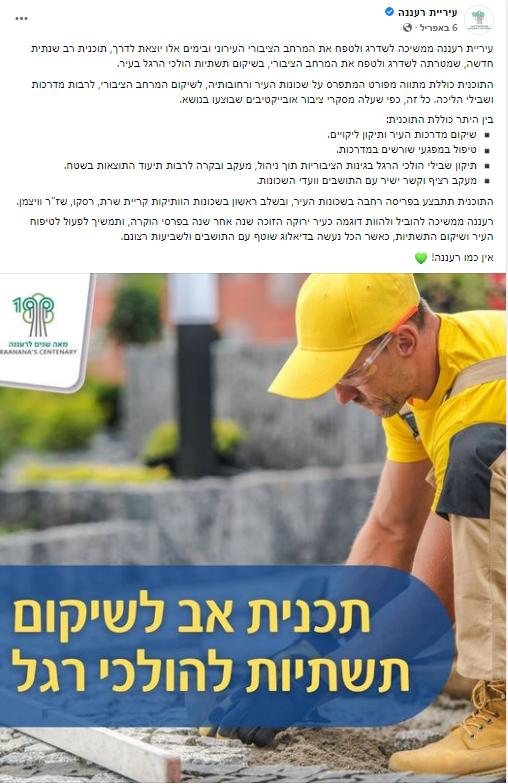 עיריית רעננה
6 באפריל
עיריית רעננה ממשיכה לשדרג ולטפח את המרחב הציבורי העירוני ובימים אלו יוצאת לדרך, תוכנית רב שנתית
חדשה, שמטרתה לשדרג ולטפח את המרחב הציבורי, בשיקום תשתיות הולכי הרגל בעיר.
התוכנית כוללת מתווה מפורט המתפרס על שכונות העיר ורחובותיה, לשיקום המרחב הציבורי, לרבות מדרכות
ושבילי הליכה. כל זה, כפי שעלה מסקרי ציבור אובייקטיבים שבוצעו בנושא.
בין היתר כוללת התוכנית:
▪ שיקום מדרכות העיר ותיקון ליקויים.
▪ טיפול במפגעי שורשים במדרכות.
▪ תיקון שבילי הולכי הרגל בגינות הציבוריות תוך ניהול, מעקב ובקרה לרבות תיעוד התוצאות בשטח.
▪ מעקב רציף וקשר ישיר עם התושבים וועדי השכונות.
התוכנית תתבצע בפריסה רחבה בשכונות העיר, ובשלב ראשון בשכונות הוותיקות קריית שרת, רסקו, שז"ר וויצמן.
רעננה ממשיכה להוביל ולהוות דוגמה כעיר ירוקה הזוכה שנה אחר שנה בפרסי הוקרה, ותמשיך לפעול לטיפוח
העיר ושיקום התשתיות, כאשר הכל נעשה בדיאלוג שוטף עם התושבים ולשביעות רצונם.
אין כמו רעננה! 💚
100
מאה שנים לרעננה
RAANANA'S CENTENARY
תכנית אב לשיקום
תשתיות להולכי רגל